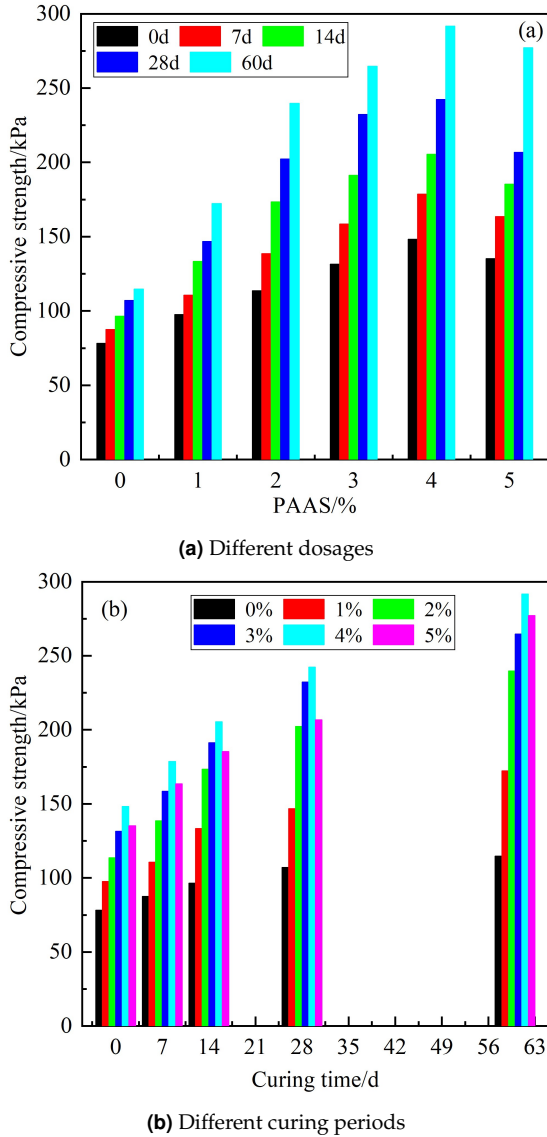 300
250
200
150
100
50
0
Compressive strength/kPa
(a)
0d 7d 14d
28d 60d
0 1 2 3 4 5
PAAS/%
(a) Different dosages
300
250
200
150
100
50
0
Compressive strength/kPa
(b)
0% 1% 2%
3% 4% 5%
0 7 14 21 28 35 42 49 56 63
Curing time/d
(b) Different curing periods